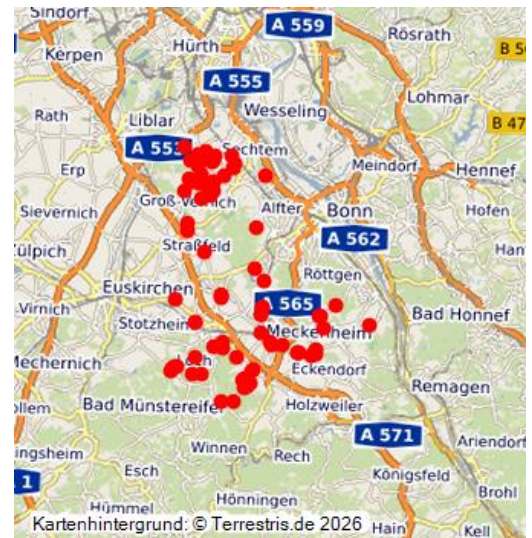 Sindorf
A 559
Rösrath
Kerpen
Hürth
A 555
Lohmar
Rath
Wesseling
Liblar
A 553
Sechtem
Erp
Meindorf
Hennef
Sievernich
Groß-Vernich
Alfter
Bonn
Hofen
Zülpich
Straßfeld
A 562
Röttgen
Euskirchen
A 565
Virnich
Stotzheim
Meckenheim
Bad Honnef
Mechernich
Eckendorf
Remagen
Bad Münstereifel
Holzweiler
A 571
Winnen
Rech
Ariendorf
Esch
Königsfeld
Hönningen
Brohl
Hümmel
Hain
Kell
Kartenhintergrund: © Terrestris.de 2026